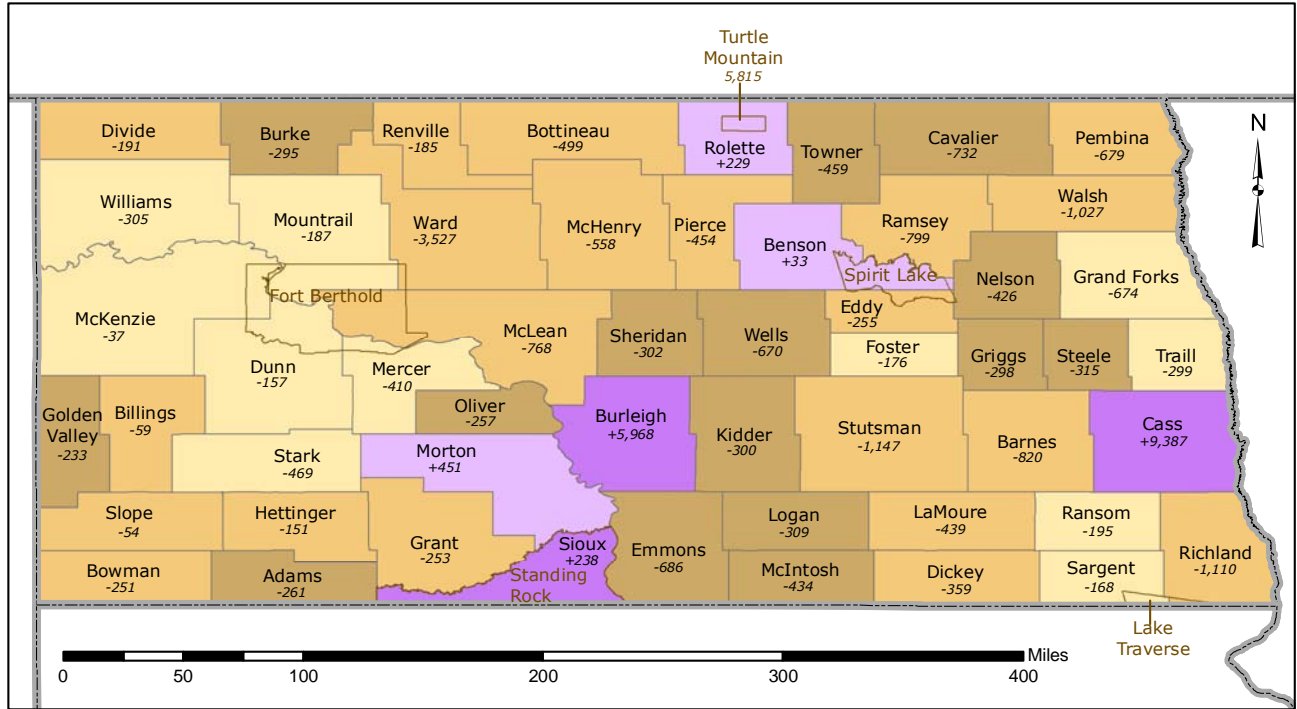 Turtle
Mountain
5,815
N
Divide
-191
Burke
-295
Renville
-185
Bottineau
-499
Rolette
+229
Towner
-459
Cavalier
-732
Pembina
-679
Williams
-305
Mountrail
-187
Ward
-3,527
McHenry
-558
Pierce
-454
Benson
+33
Ramsey
-799
Walsh
-1,027
Spirit Lake
Nelson
-426
Grand Forks
-674
Fort Berthold
McKenzie
-37
Dunn
-157
Mercer
-410
McLean
-768
Sheridan
-302
Wells
-670
Eddy
-255
Foster
-176
Griggs
-298
Steele
-315
Traill
-299
Golden
Valley
-233
Billings
-59
Oliver
-257
Burleigh
+5,968
Kidder
-300
Stutsman
-1,147
Barnes
-820
Cass
+9,387
Stark
-469
Morton
+451
Slope
-54
Hettinger
-151
Grant
-253
Sioux
+238
Standing
Rock
Emmons
-686
Logan
-309
LaMoure
-439
Ransom
-195
Richland
-1,110
Bowman
-251
Adams
-261
McIntosh
-434
Dickey
-359
Sargent
-168
Lake
Traverse
Miles
0 50 100 200 300 400